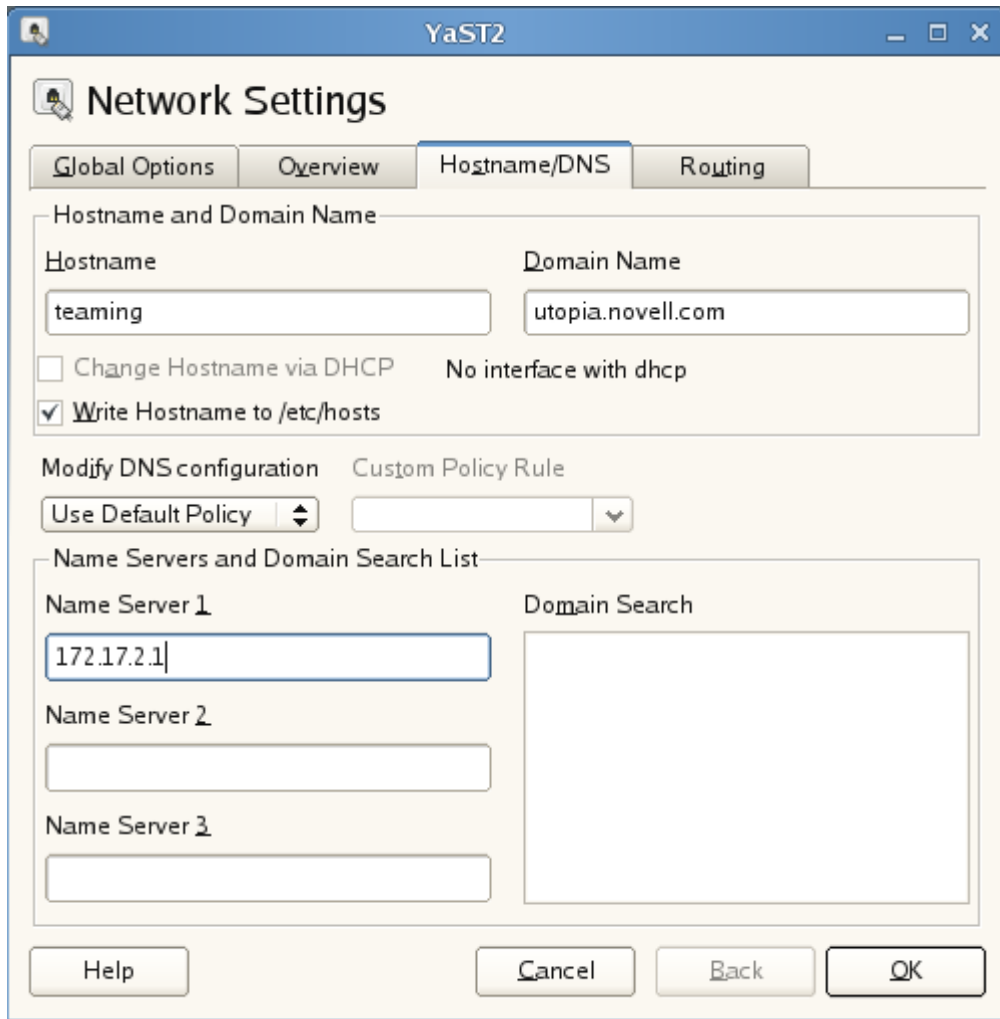 YaST2
Network Settings
Global Options Overview Hostname/DNS Routing
Hostname and Domain Name
Hostname Domain Name
teaming utopia.novell.com
Change Hostname via DHCP No interface with dhcp
Write Hostname to /etc/hosts
Modify DNS configuration Custom Policy Rule
Use Default Policy
Name Servers and Domain Search List
Name Server 1 Domain Search
172.17.2.1
Name Server 2
Name Server 3
Help Cancel Back OK